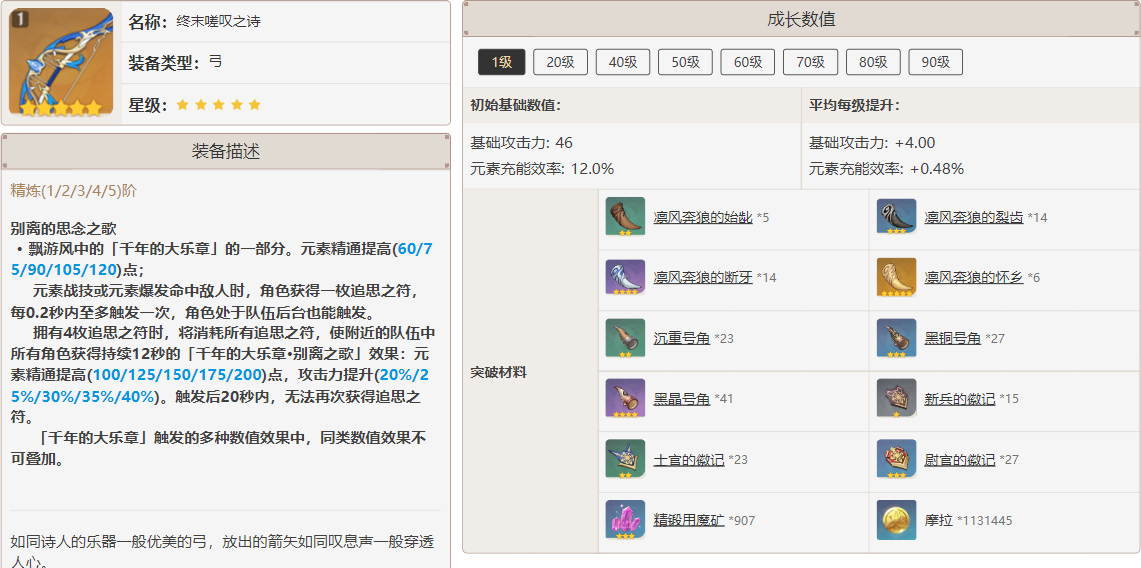 1
名称：终末嗟叹之诗
装备类型：弓
星级：
装备描述
精炼(1/2/3/4/5)阶
别离的思念之歌
·飘游风中的「千年的大乐章」的一部分。元素精通提高(60/7
5/90/105/120)点；
元素战技或元素爆发命中敌人时，角色获得一枚追思之符，
每0.2秒内至多触发一次，角色处于队伍后台也能触发。
拥有4枚追思之符时，将消耗所有追思之符，使附近的队伍中
所有角色获得持续12秒的「千年的大乐章·别离之歌」效果：元
素精通提高(100/125/150/175/200)点，攻击力提升(20%/2
5%/30%/35%/40%)。触发后20秒内，无法再次获得追思之
符。
「千年的大乐章」触发的多种数值效果中，同类数值效果不
可叠加。
如同诗人的乐器一般优美的弓，放出的箭矢如同叹息声一般穿透
人心。
成长数值
1级 20级 40级 50级 60级 70级 80级 90级
初始基础数值： 平均每级提升：
基础攻击力: 46 基础攻击力: +4.00
元素充能效率: 12.0% 元素充能效率: +0.48%
突破材料
凛风奔狼的始龀 *5 凛风奔狼的裂齿 *14
凛风奔狼的断牙 *14 凛风奔狼的怀乡 *6
沉重号角 *23 黑铜号角 *27
黑晶号角 *41 新兵的徽记 *15
士官的徽记 *23 尉官的徽记 *27
精锻用魔矿 *907 摩拉 *1131445